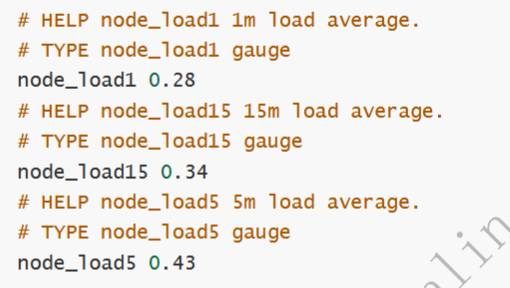 # HELP node_load1 1m load average.
# TYPE node_load1 gauge
node_load1 0.28
# HELP node_load15 15m load average.
# TYPE node_load15 gauge
node_load15 0.34
# HELP node_load5 5m load average.
# TYPE node_load5 gauge
node_load5 0.43